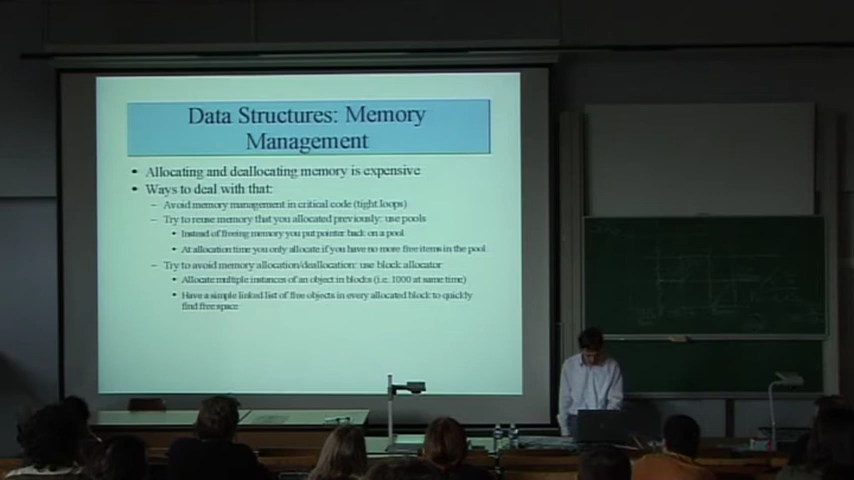 Data Structures: Memory
Management
• Allocating and deallocating memory is expensive
• Ways to deal with that:
– Avoid memory management in critical code (tight loops)
– Try to reuse memory that you allocated previously: use pools
• Instead of freeing memory you put pointer back on a pool
• At allocation time you only allocate if you have no more free items in the pool
– Try to avoid memory allocation/deallocation: use block allocator:
• Allocate multiple instances of an object in blocks (i.e. 1000 at same time)
• Have a simple linked list of free objects in every allocated block to quickly
find free space